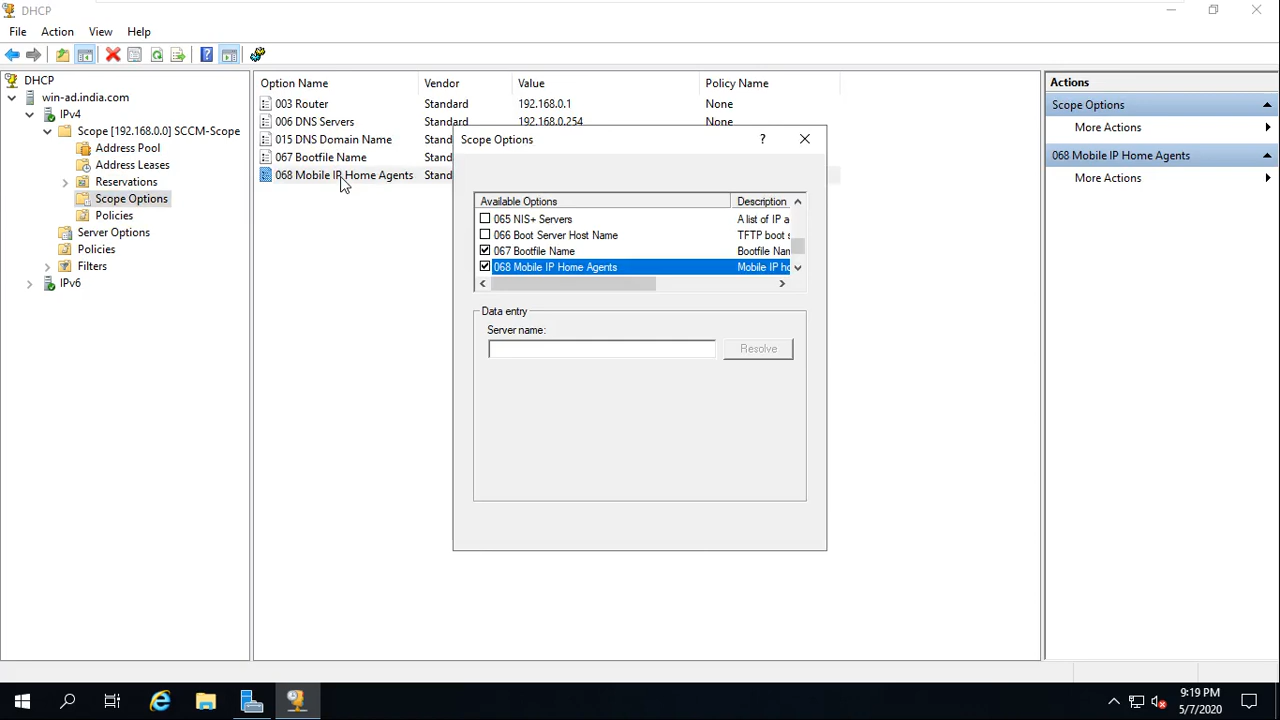 DHCP
File Action View Help
DHCP
win-ad.india.com
IPv4
Scope [192.168.0.0] SCCM-Scope
Address Pool
Address Leases
Reservations
Scope Options
Policies
Server Options
Policies
Filters
IPv6
Option Name Vendor Value Policy Name
003 Router Standard 192.168.0.1 None
006 DNS Servers Standard 192.168.0.254 None
015 DNS Domain Name Stand
067 Bootfile Name Stand
068 Mobile IP Home Agents Stand
Scope Options
?
Available Options Description
065 NIS+ Servers A list of IP a
066 Boot Server Host Name TFTP boot s
067 Bootfile Name Bootfile Nan
068 Mobile IP Home Agents Mobile IP ho
Data entry
Server name:
Resolve
Actions
Scope Options
More Actions
068 Mobile IP Home Agents
More Actions
9:19 PM
5/7/2020